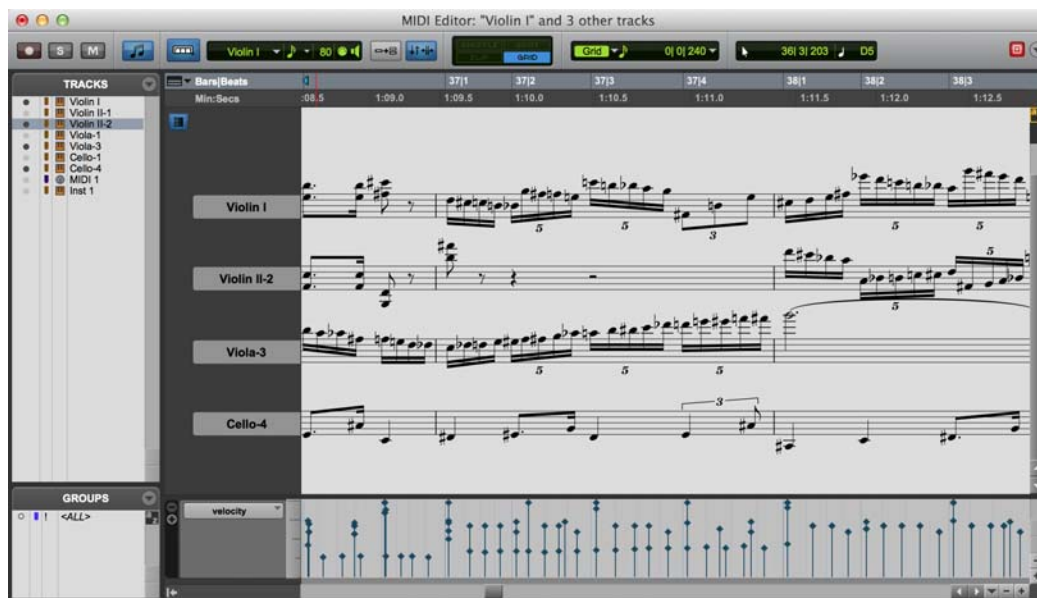 MIDI Editor: "Violin I" and 3 other tracks
S M Violin I 80 GRID Grid 0| 0| 240 36| 3| 203 D5
TRACKS
Violin I
Violin II-1
Violin II-2
Viola-1
Viola-3
Cello-1
Cello-4
MIDI 1
Inst 1
Bars|Beats 37|1 37|2 37|3 37|4 38|1 38|2 38|3
Min:Secs :08.5 1:09.0 1:09.5 1:10.0 1:10.5 1:11.0 1:11.5 1:12.0 1:12.5
Violin I
5 5 3 5 5
Violin II-2
5
5
Viola-3
5 5 5
3
Cello-4
GROUPS
! <ALL>
velocity